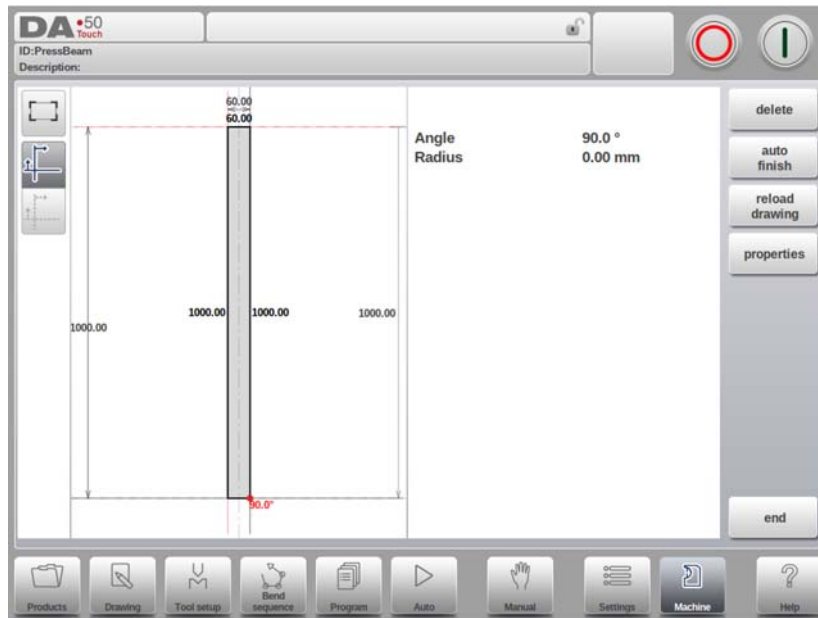 DA•50
Touch
ID:PressBeam
Description:
60.00
60.00
Angle 90.0 °
Radius 0.00 mm
1000.00
1000.00
1000.00
1000.00
90.0°
delete
auto
finish
reload
drawing
properties
end
Products
Drawing
Tool setup
Bend
sequence
Program
Auto
Manual
Settings
Machine
Help